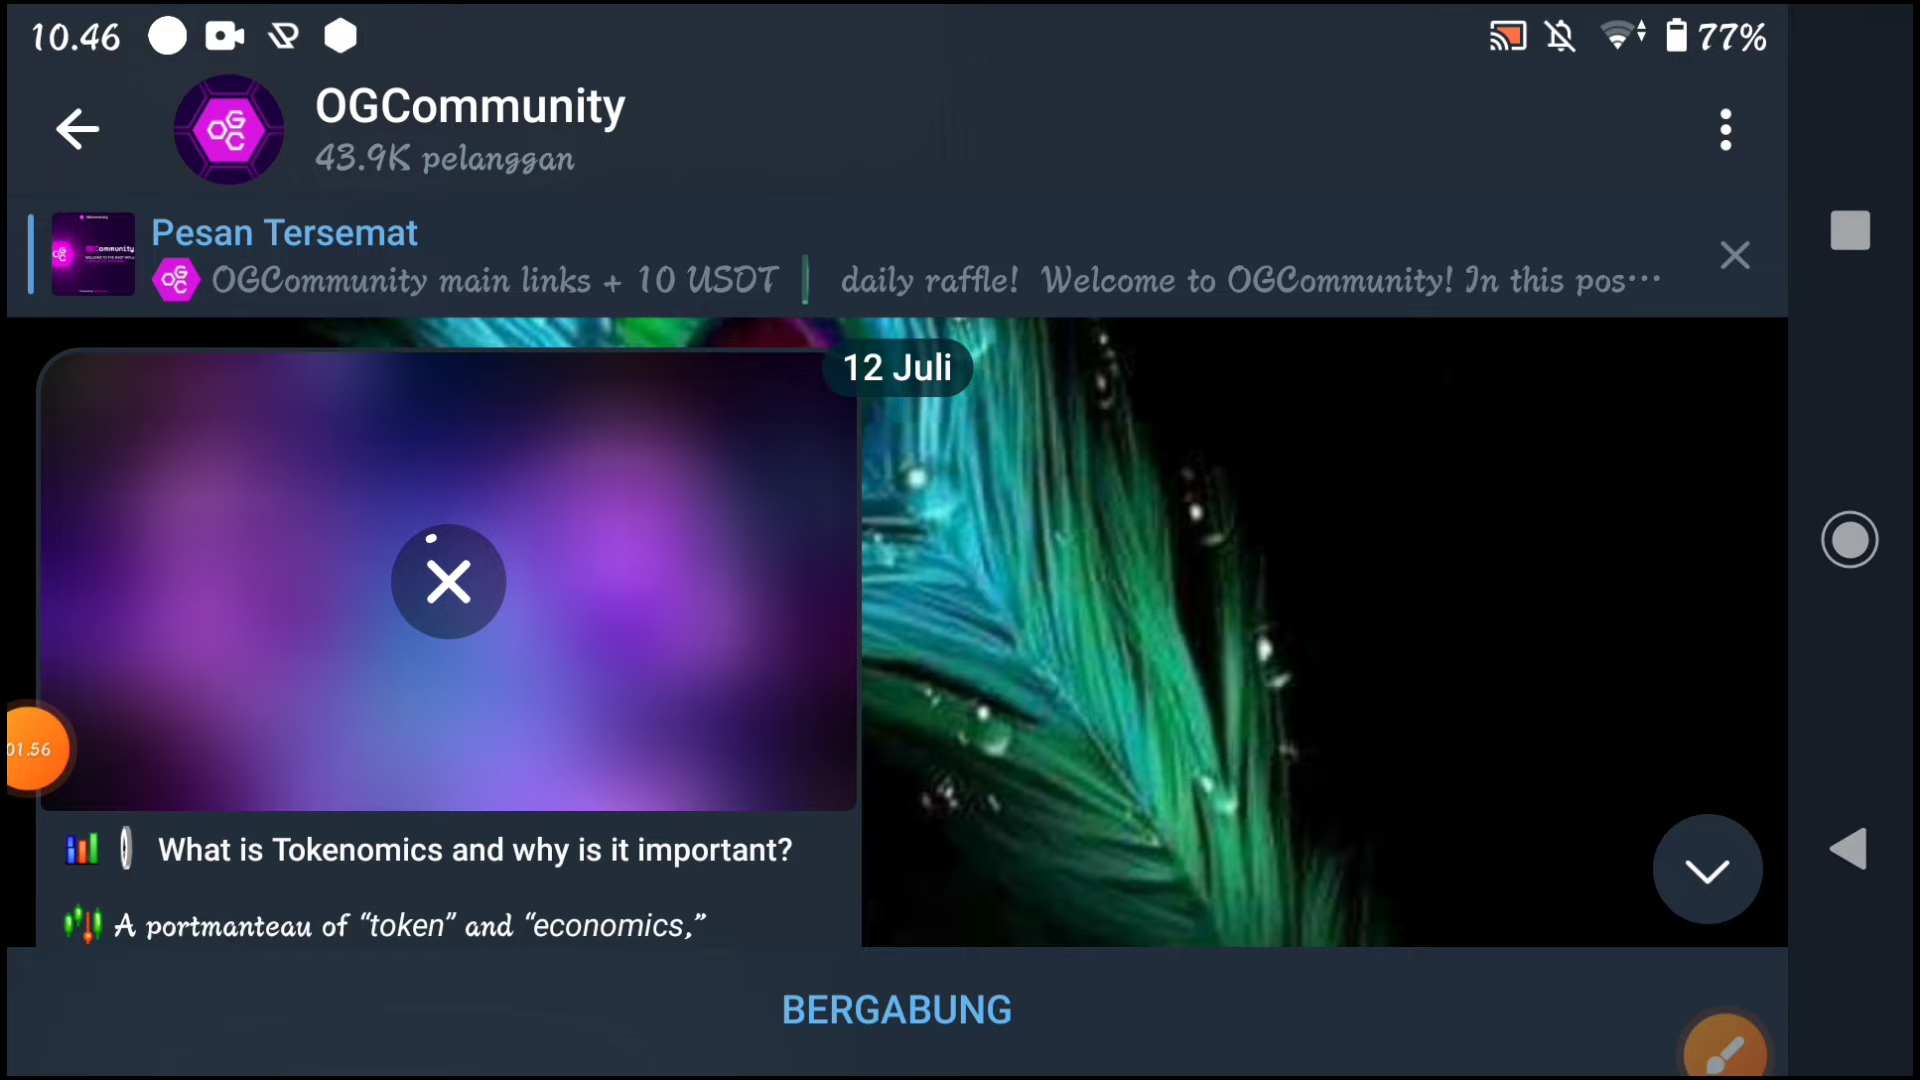 10.46
77%
OGCommunity
43.9K pelanggan
Pesan Tersemat
OGCommunity main links + 10 USDT daily raffle! Welcome to OGCommunity! In this pos...
12 Juli
01.56
What is Tokenomics and why is it important?
A portmanteau of “token” and “economics,”
BERGABUNG